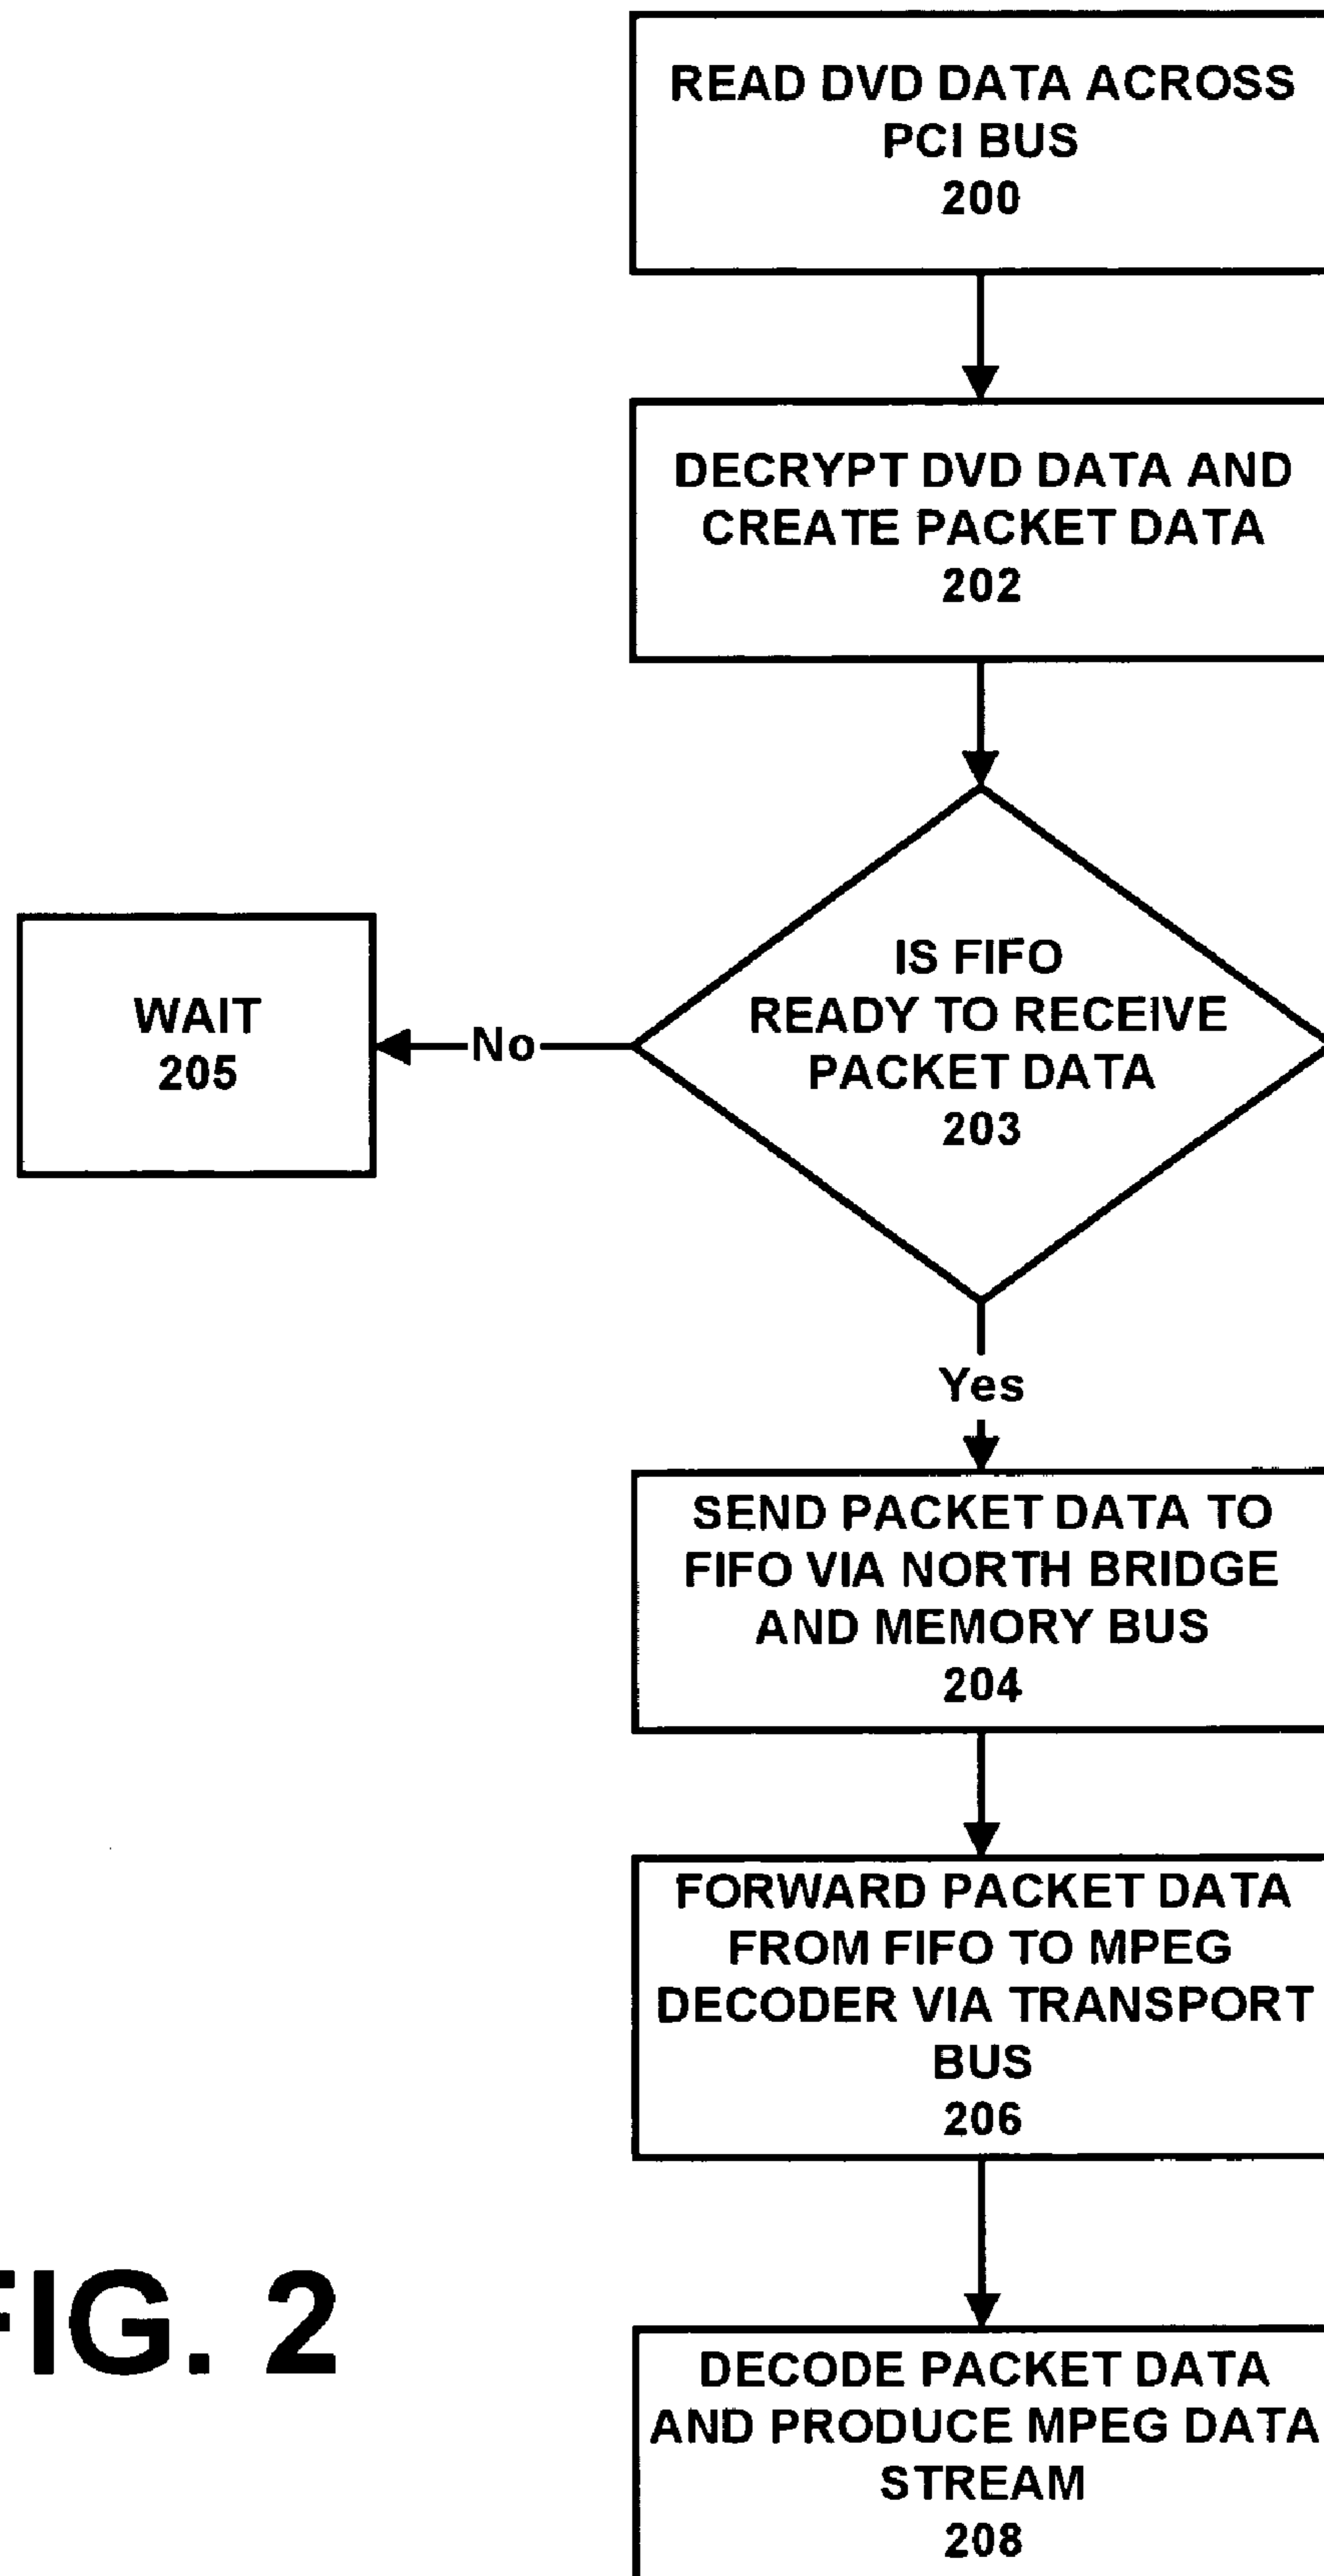 READ DVD DATA ACROSS
PCI BUS
200
DECRYPT DVD DATA AND
CREATE PACKET DATA
202
IS FIFO
READY TO RECEIVE
PACKET DATA
203
No
WAIT
205
Yes
SEND PACKET DATA TO
FIFO VIA NORTH BRIDGE
AND MEMORY BUS
204
FORWARD PACKET DATA
FROM FIFO TO MPEG
DECODER VIA TRANSPORT
BUS
206
FIG. 2
DECODE PACKET DATA
AND PRODUCE MPEG DATA
STREAM
208